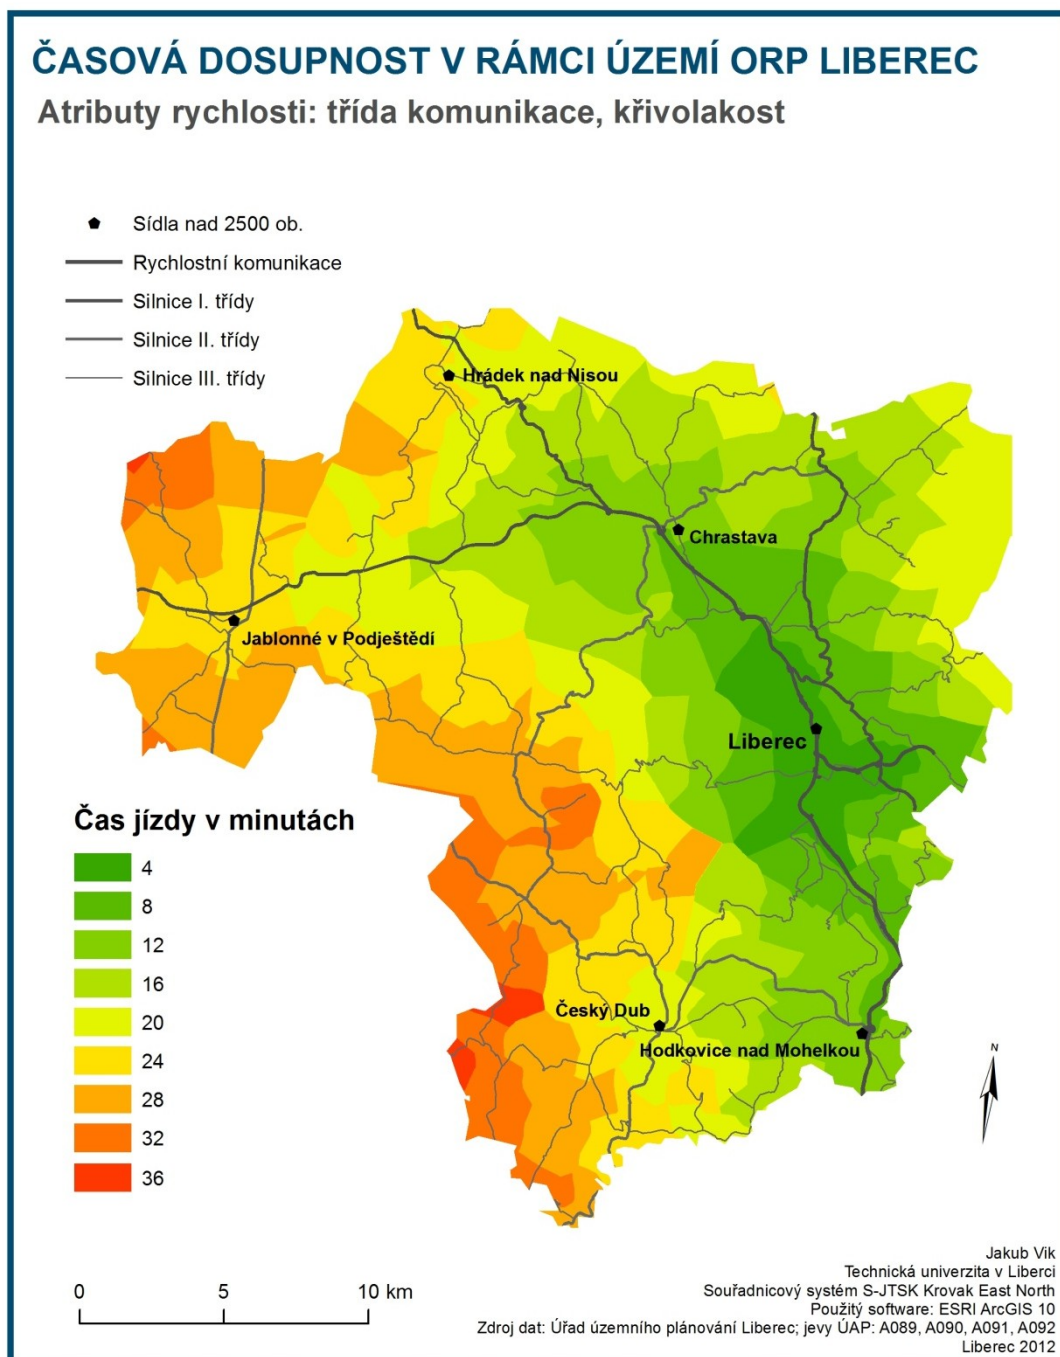 ČASOVÁ DOSUPNOST V RÁMCI ÚZEMÍ ORP LIBEREC
Atributy rychlosti: třída komunikace, křivolakost
Sídla nad 2500 ob.
Rychlostní komunikace
Silnice I. třídy
Silnice II. třídy
Silnice III. třídy
Hrádek nad Nisou
Chrastava
Jablonné v Podještědí
Liberec
Čas jízdy v minutách
4
8
12
16
20
24
28
32
36
Český Dub
Hodkovice nad Mohelkou
N
0 5 10 km
Jakub Vik
Technická univerzita v Liberci
Souřadnicový systém S-JTSK Krovak East North
Použitý software: ESRI ArcGIS 10
Zdroj dat: Úřad územního plánování Liberec; jevy ÚAP: A089, A090, A091, A092
Liberec 2012